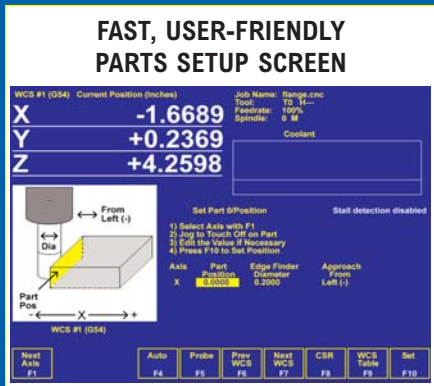 FAST, USER-FRIENDLY
PARTS SETUP SCREEN
WCS #1 (G54) Current Position (Inches)
X -1.6689
Y +0.2369
Z +4.2598
Job Name: flange.cnc
Tool: T0 H---
Feedrate: 100%
Spindle: 0 M
Coolant
From
Left (-)
Dia
Part
Pos
- X +
WCS #1 (G54)
Set Part 0/Position
Stall detection disabled
1) Select Axis with F1
2) Jog to Touch Off on Part
3) Edit the Value if Necessary
4) Press F10 to Set Position
Axis Part Position Edge Finder Diameter Approach From
X 0.0000 0.2000 Left (-)
Next Axis F1
Auto F4
Probe F5
Prev WCS F6
Next WCS F7
CSR F8
WCS Table F9
Set F10